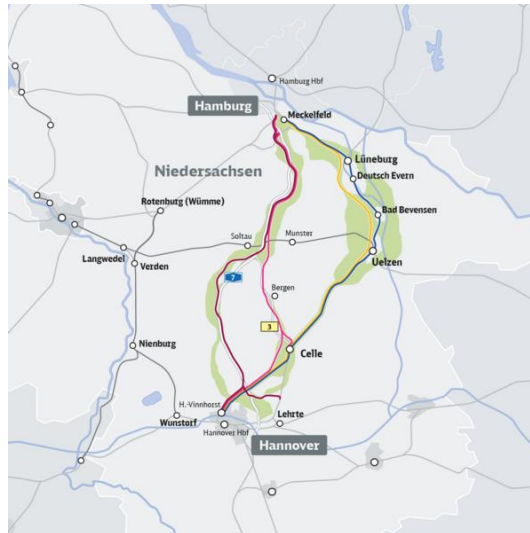 Hamburg Hbf
Hamburg
Meckelfeld
Niedersachsen
Lüneburg
Deutsch Evern
Rotenburg (Wümme)
Bad Bevensen
Soltau
Munster
Langwedel
Verden
Uelzen
7
Bergen
3
Nienburg
Celle
H.-Vinnhorst
Wunstorf
Lehrte
Hannover Hbf
Hannover